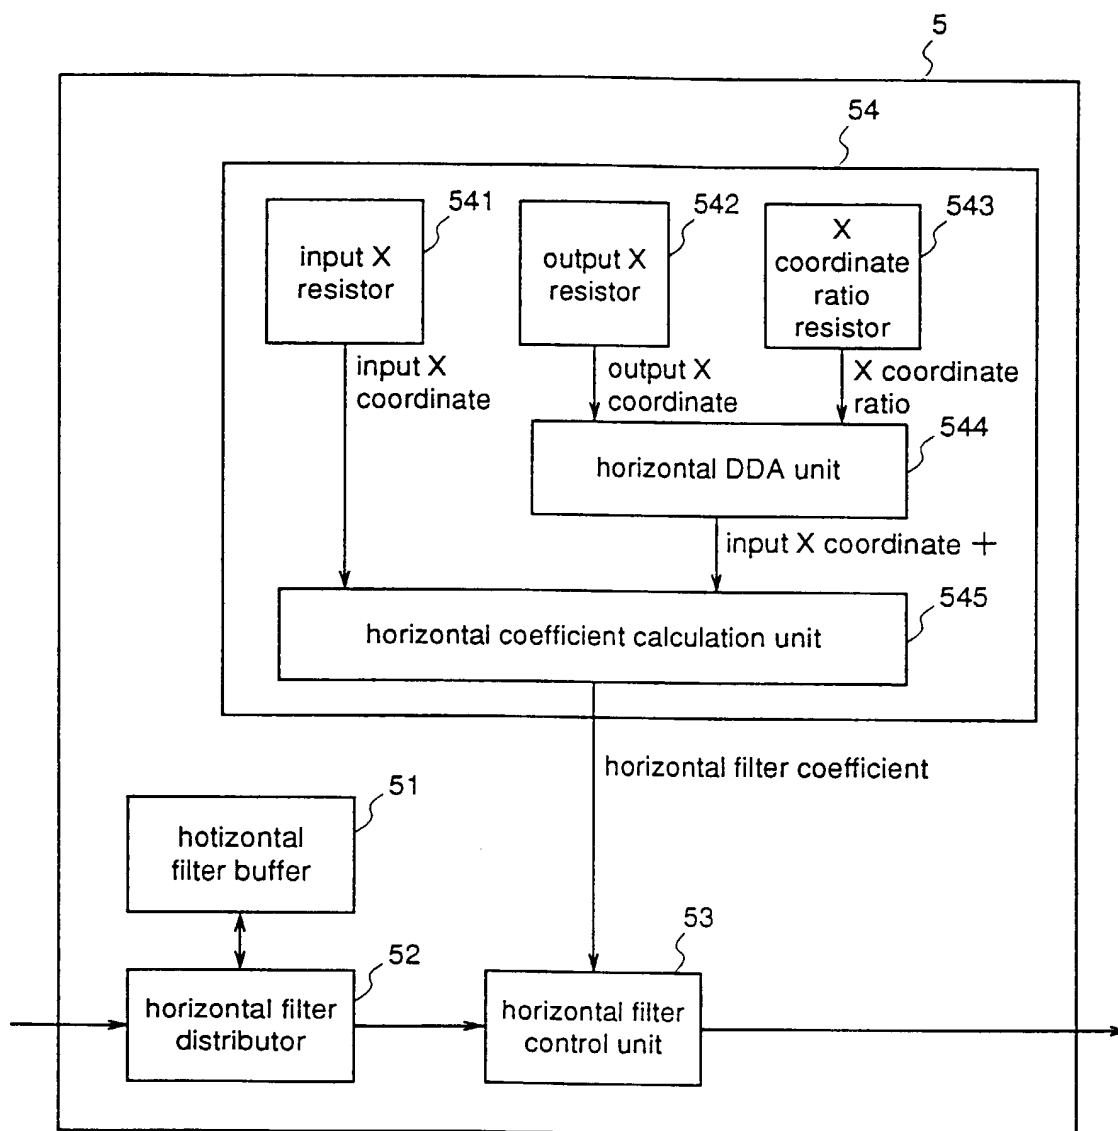 5
54
541
542
543
input X
resistor
output X
resistor
X
coordinate
ratio
resistor
input X
coordinate
output X
coordinate
X coordinate
ratio
544
horizontal DDA unit
input X coordinate +
545
horizontal coefficient calculation unit
horizontal filter coefficient
51
hotizontal
filter buffer
52
53
horizontal filter
distributor
horizontal filter
control unit